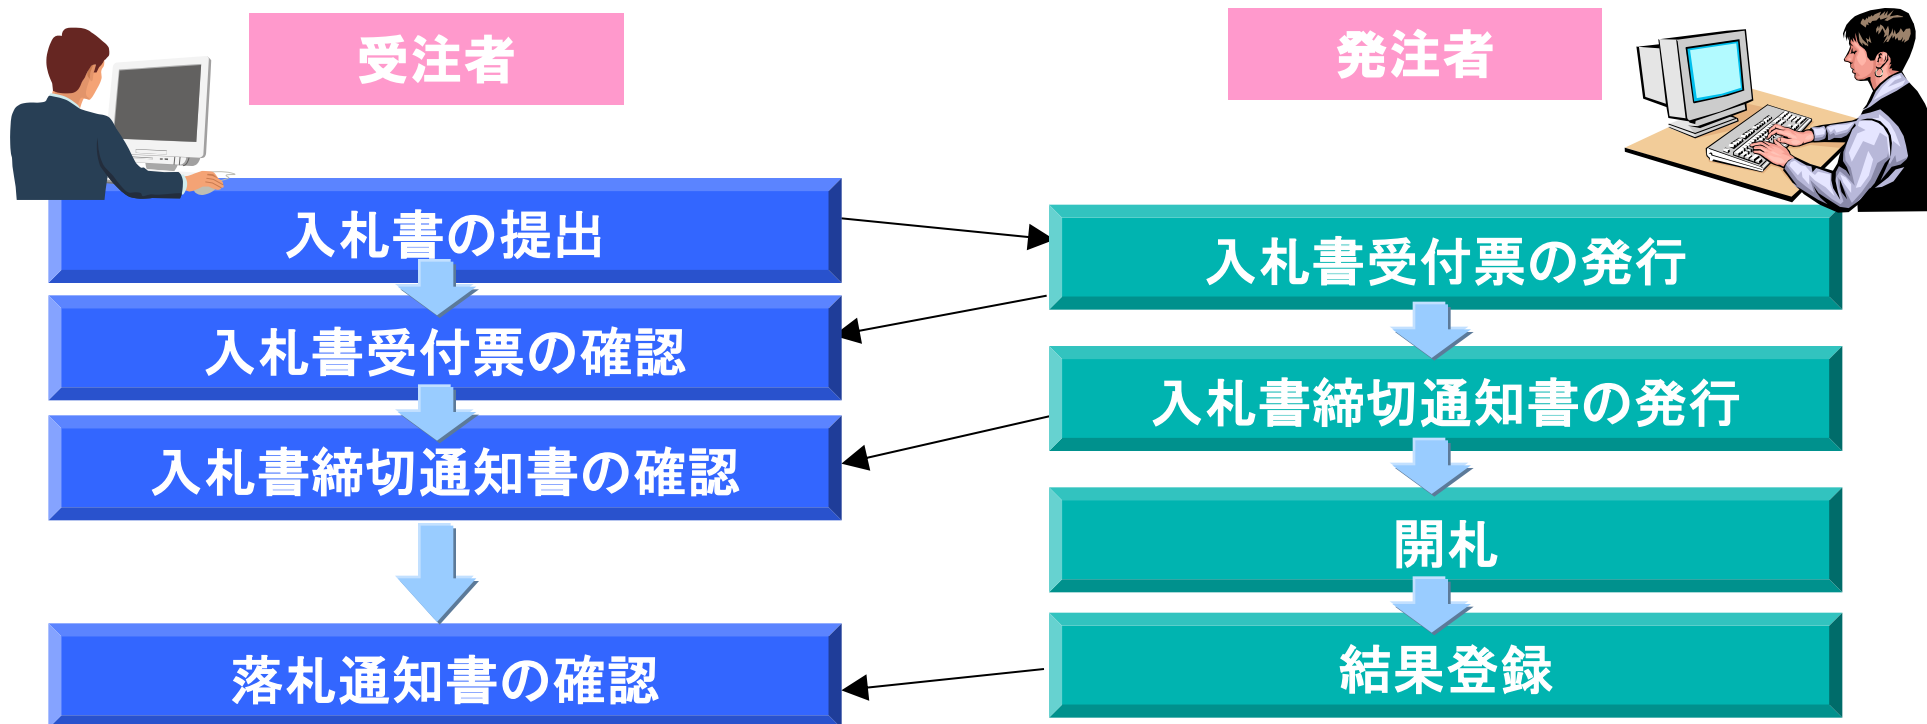 受注者
発注者
入札書の提出
入札書受付票の発行
入札書受付票の確認
入札書締切通知書の発行
入札書締切通知書の確認
開札
落札通知書の確認
結果登録